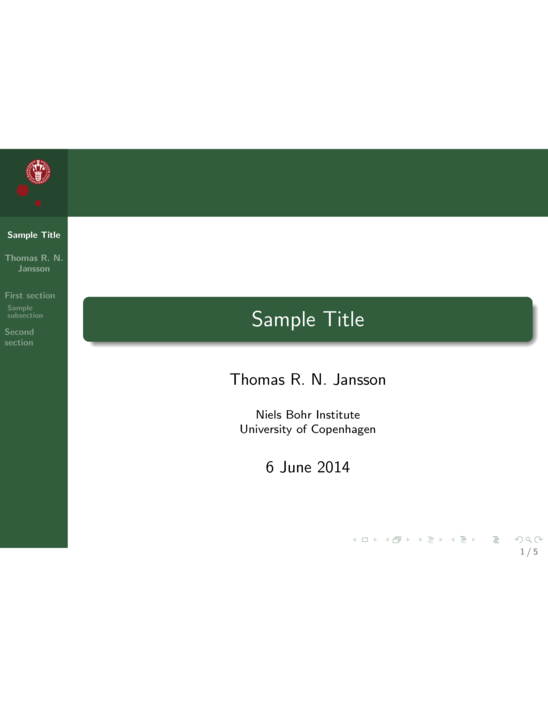 Sample Title
Thomas R. N.
Jansson
First section
Sample
subsection
Second
section
Sample Title
Thomas R. N. Jansson
Niels Bohr Institute
University of Copenhagen
6 June 2014
1 / 5